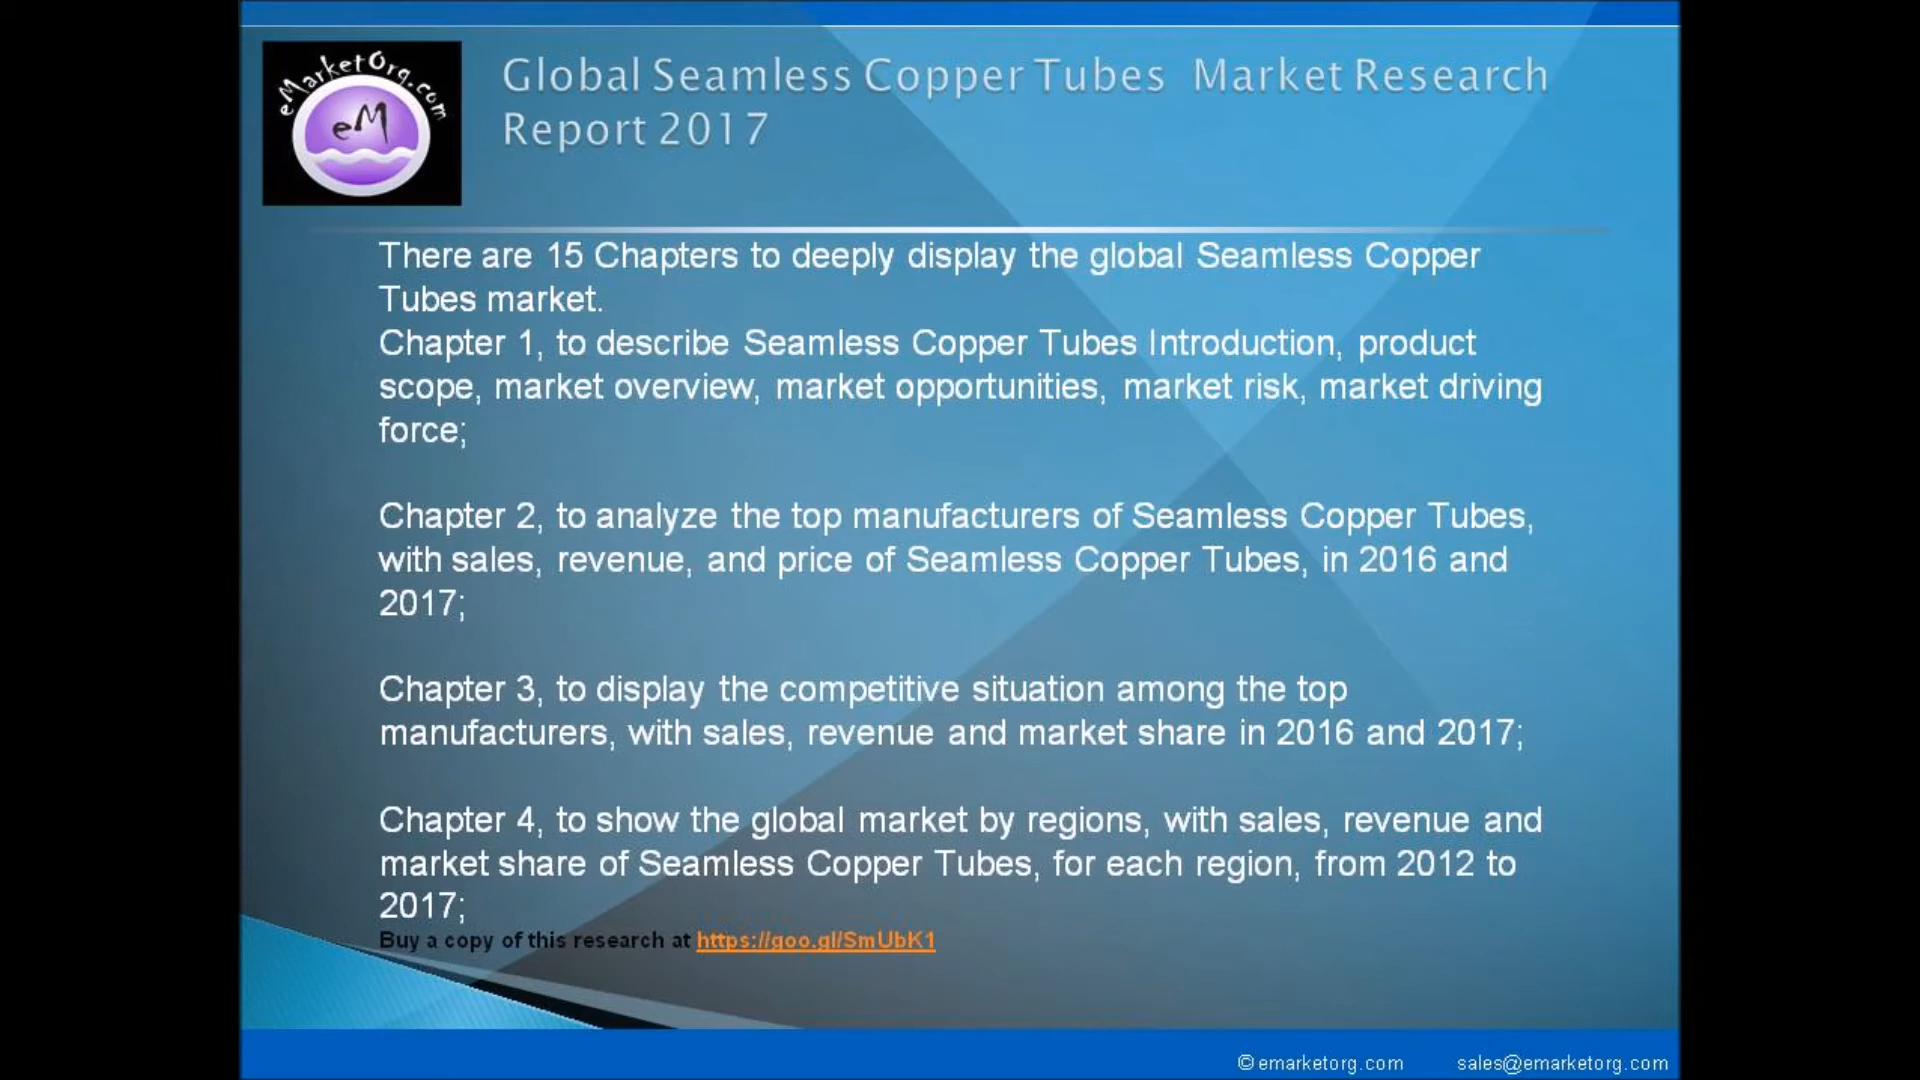 eMarketOrg.com
eM
Global Seamless Copper Tubes Market Research
Report 2017
There are 15 Chapters to deeply display the global Seamless Copper
Tubes market.
Chapter 1, to describe Seamless Copper Tubes Introduction, product
scope, market overview, market opportunities, market risk, market driving
force;
Chapter 2, to analyze the top manufacturers of Seamless Copper Tubes,
with sales, revenue, and price of Seamless Copper Tubes, in 2016 and
2017;
Chapter 3, to display the competitive situation among the top
manufacturers, with sales, revenue and market share in 2016 and 2017;
Chapter 4, to show the global market by regions, with sales, revenue and
market share of Seamless Copper Tubes, for each region, from 2012 to
2017;
Buy a copy of this research at https://goo.gl/SmUbK1
© emarketorg.com sales@emarketorg.com